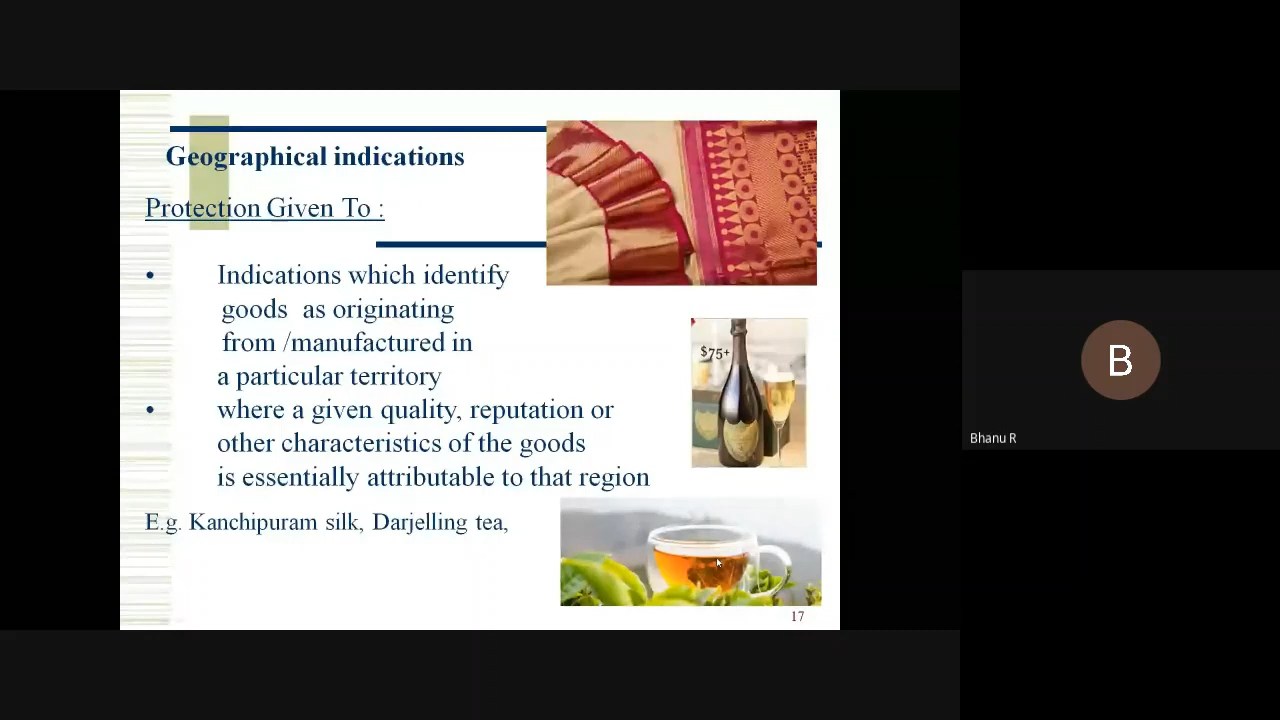 Geographical indications
Protection Given To :
• Indications which identify
goods as originating
from /manufactured in
a particular territory
• where a given quality, reputation or
other characteristics of the goods
is essentially attributable to that region
E.g. Kanchipuram silk, Darjelling tea,
$75+
17
B
Bhanu R